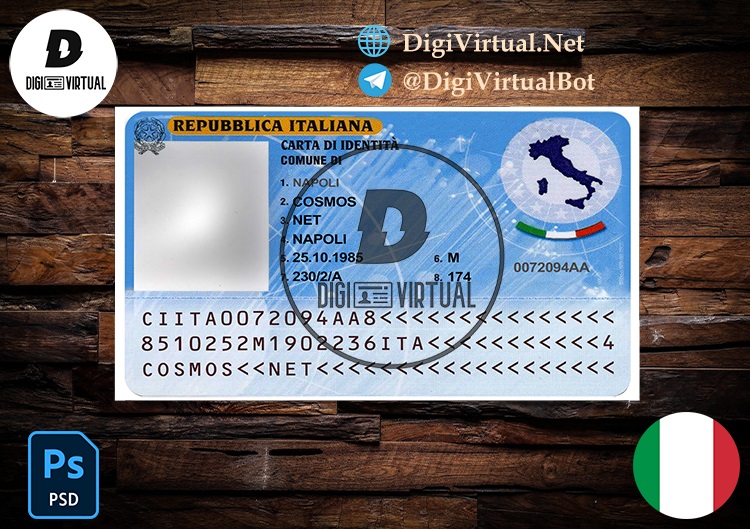 DIGI VIRTUAL
DigiVirtual.Net
@DigiVirtualBot
REPUBBLICA ITALIANA
CARTA DI IDENTITÀ
COMUNE DI
1. NAPOLI
2. COSMOS
3. NET
4. NAPOLI
5. 25.10.1985
6. M
7. 230/2/A
8. 174
0072094AA
DIGI VIRTUAL
CIITA0072094AA8<<<<<<<<<<<<<<<
8510252M1902236ITA<<<<<<<<<<<4
COSMOS<<NET<<<<<<<<<<<<<<<<<<<
Ps
PSD